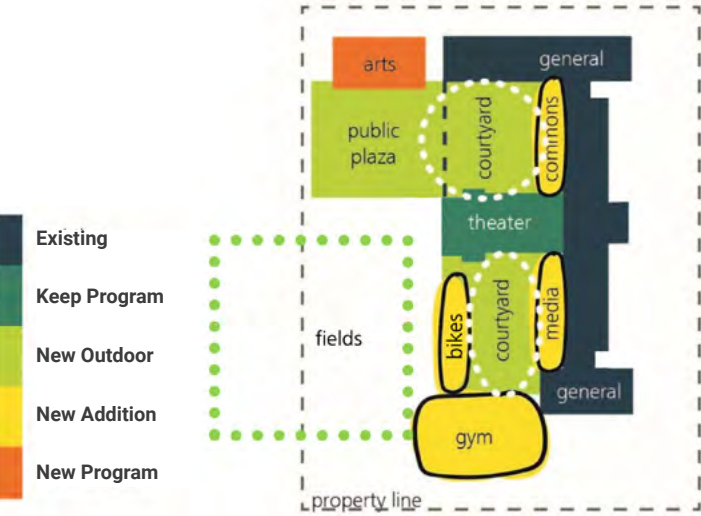 Existing
Keep Program
New Outdoor
New Addition
New Program
arts
general
public
plaza
courtyard
commons
theater
fields
bikes
courtyard
media
general
gym
property line